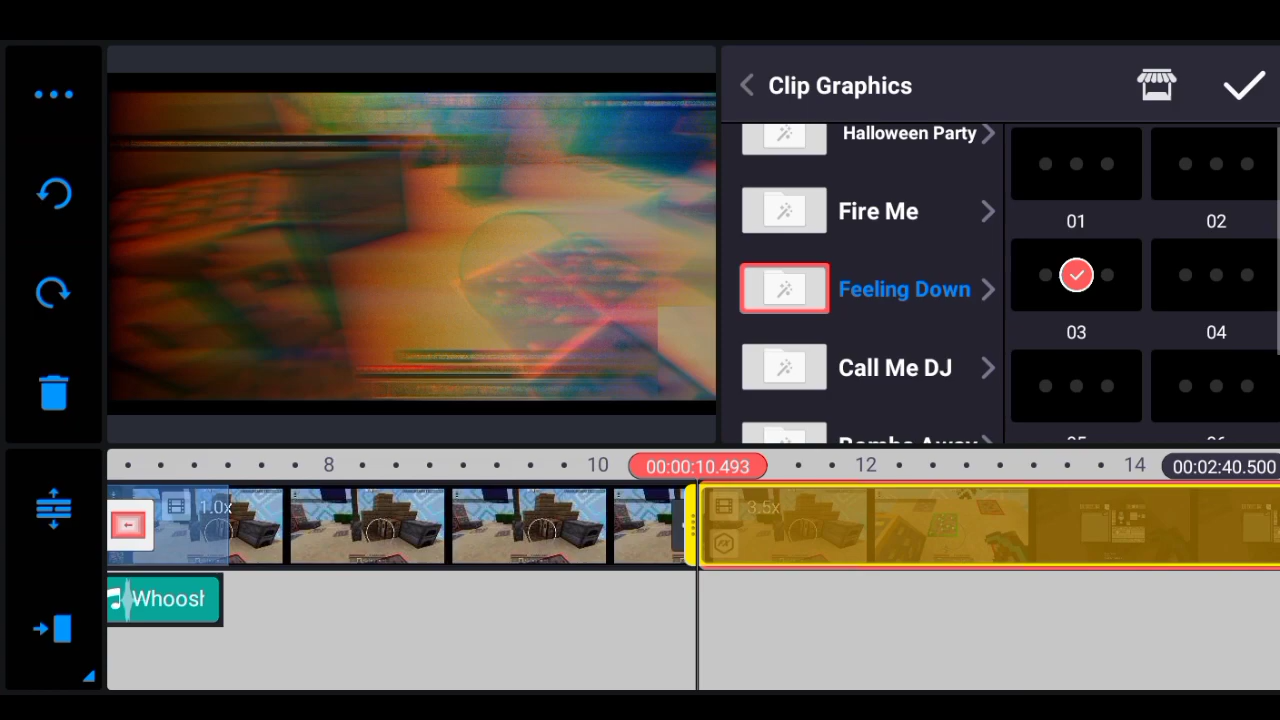 Clip Graphics
Halloween Party
Fire Me
Feeling Down
Call Me DJ
01
02
03
04
8
10
00:00:10.493
12
14
00:02:40.500
1.0x
3.5x
FX